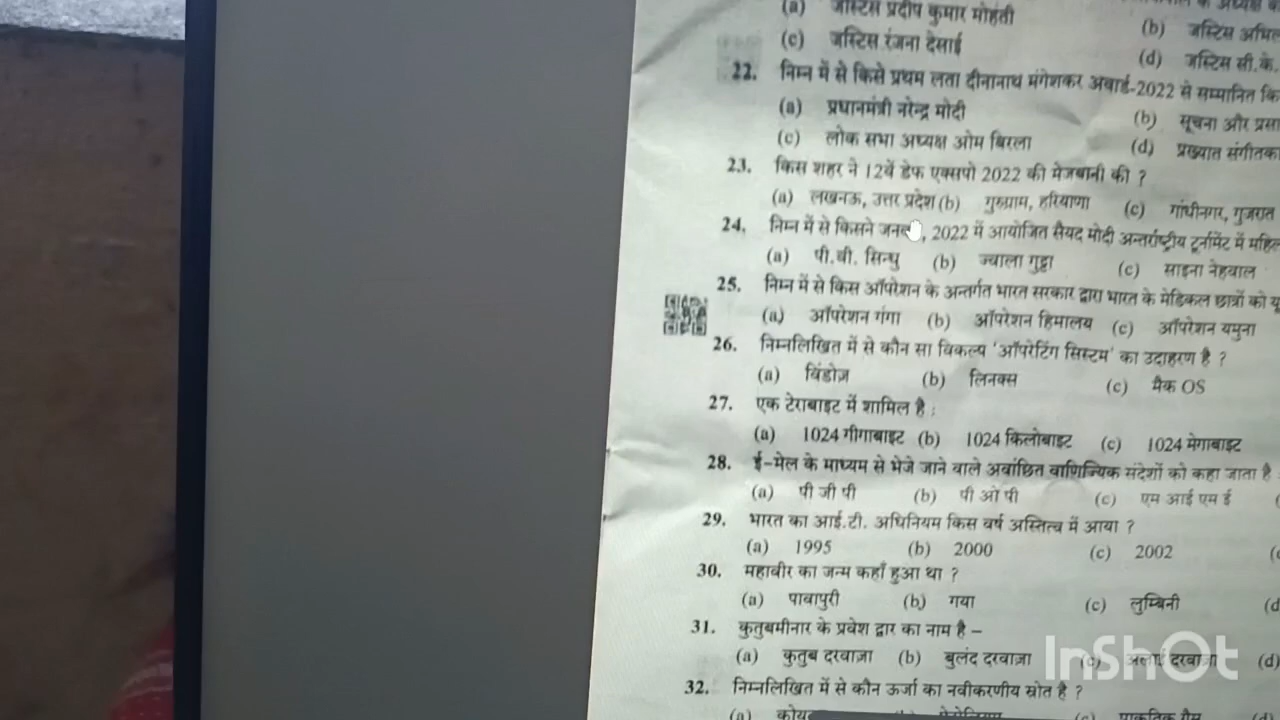 (a) जस्टिस प्रदीप कुमार मोहंती (b) जस्टिस
(c) जस्टिस रंजना देसाई (d) जस्टिस सी.के.
22. निम्न में से किसे प्रथम लता दीनानाथ मंगेशकर अवार्ड-2022 से सम्मानित
(a) प्रधानमंत्री नरेन्द्र मोदी (b) सूचना और
(c) लोक सभा अध्यक्ष ओम बिरला (d) प्रख्यात
23. किस शहर ने 12वें डेफ एक्सपो 2022 की मेजबानी की ?
(a) लखनऊ, उत्तर प्रदेश (b) गुरुग्राम, हरियाणा (c) गांधीनगर, गुजरात
24. निम्न में से किसने 2022 में आयोजित सैयद मोदी अन्तर्राष्ट्रीय टूर्नामेंट में
(a) पी.वी. सिन्धु (b) ज्वाला गुट्टा (c) साइना नेहवाल
25. निम्न में से किस ऑपरेशन के अन्तर्गत भारत सरकार द्वारा भारत के मेडिकल छात्रों को यू
(a) ऑपरेशन गंगा (b) ऑपरेशन हिमालय (c) ऑपरेशन यमुना
26. निम्नलिखित में से कौन सा विकल्प 'ऑपरेटिंग सिस्टम' का उदाहरण है ?
(a) विंडोज़ (b) लिनक्स (c) मैक OS
27. एक टेराबाइट में शामिल है :
(a) 1024 गीगाबाइट (b) 1024 किलोबाइट (c) 1024 मेगाबाइट
28. ई-मेल के माध्यम से भेजे जाने वाले अवांछित वाणिज्यिक संदेशों को कहा जाता है :
(a) पी जी पी (b) पी ओ पी (c) एम आई एम ई
29. भारत का आई.टी. अधिनियम किस वर्ष अस्तित्व में आया ?
(a) 1995 (b) 2000 (c) 2002
30. महावीर का जन्म कहाँ हुआ था ?
(a) पावापुरी (b) गया (c) लुम्बिनी (d
31. कुतुबमीनार के प्रवेश द्वार का नाम है –
(a) कुतुब दरवाज़ा (b) बुलंद दरवाज़ा (c) अलाई दरवाज़ा (d)
InShOt
32. निम्नलिखित में से कौन ऊर्जा का नवीकरणीय स्रोत है ?